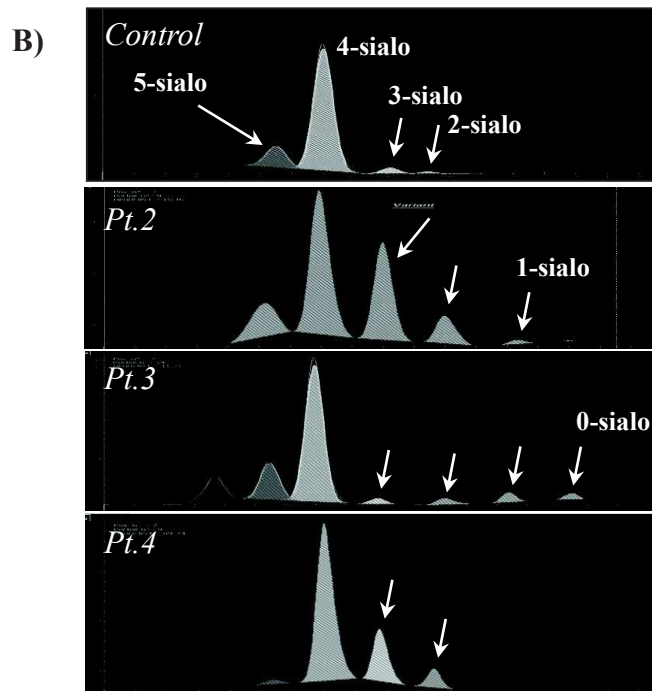 B)
Control
4-sialo
5-sialo
3-sialo
2-sialo
Pt.2
Variant
1-sialo
Pt.3
0-sialo
Pt.4